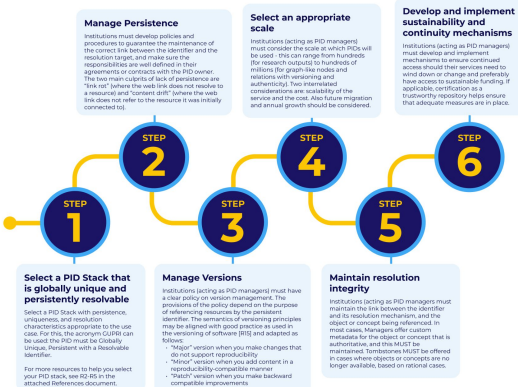 Manage Persistence
Institutions must develop policies and
procedures to guarantee the maintenance of
the correct link between the identifier and the
resolution target, and make sure the
responsibilities are well defined in their
agreements or contracts with the PID owner.
The two main culprits of lack of persistence are
"link rot" (where the web link does not resolve to
a resource) and "content drift" (where the web
link does not refer to the resource it was initially
connected to).
Select an appropriate
scale
Institutions (acting as PID managers)
must consider the scale at which PIDs will
be used - this can range from hundreds
(for research outputs) to hundreds of
millions (for graph-like nodes and
relations with versioning and
authenticity). Two interrelated
considerations are scalability of the
service and the cost. Also future migration
and annual growth should be considered.
Develop and implement
sustainability and
continuity mechanisms
Institutions (acting as PID managers)
must develop and implement
mechanisms to ensure continued
access should their services need to
wind down or change and preferably
have access to sustainable funding. If
applicable, certification as a
trustworthy repository helps ensure
that adequate measures are in place.
STEP
2
STEP
4
STEP
6
STEP
1
STEP
3
STEP
5
Select a PID Stack that
is globally unique and
persistently resolvable
Select a PID Stack with persistence,
uniqueness, and resolution
characteristics appropriate to the use
case. For this, the acronym GUPRI can
be used: the PID must be Globally
Unique, Persistent with a Resolvable
Identifier.
For more resources to help you select
your PID stack, see R2-R5 in the
attached References document.
Manage Versions
Institutions (acting as PID managers) must have
a clear policy on version management. The
provisions of the policy depend on the purpose
of referencing resources by the persistent
identifier. The semantics of versioning principles
may be aligned with good practice as used in
the versioning of software [R15] and adapted as
follows:
• "Major" version when you make changes that
do not support reproducibility
• "Minor" version when you add content in a
reproducibility-compatible manner
• "Patch" version when you make backward
compatible improvements
Maintain resolution
integrity
Institutions (acting as PID Managers must
maintain the link between the identifier
and its resolution mechanism, and the
object or concept being referenced. In
most cases, Managers offer custom
metadata for the object or concept that is
authoritative, and this MUST be
maintained. Tombstones MUST be offered
in cases where objects or concepts are no
longer available, based on rational cases.